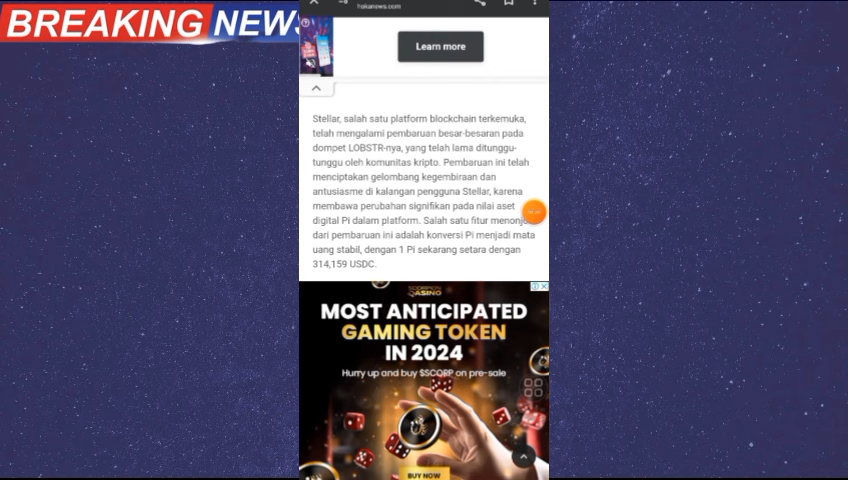 BREAKING NEWS
hokanews.com
Learn more
Stellar, salah satu platform blockchain terkemuka,
telah mengalami pembaruan besar-besaran pada
dompet LOBSTR-nya, yang telah lama ditunggu-
tunggu oleh komunitas kripto. Pembaruan ini telah
menciptakan gelombang kegembiraan dan
antusiasme di kalangan pengguna Stellar, karena
membawa perubahan signifikan pada nilai aset
digital Pi dalam platform. Salah satu fitur menonjol
dari pembaruan ini adalah konversi Pi menjadi mata
uang stabil, dengan 1 Pi sekarang setara dengan
314,159 USDC.
SCORPION
CASINO
MOST ANTICIPATED
GAMING TOKEN
IN 2024
Hurry up and buy $SCORP on pre-sale
BUY NOW